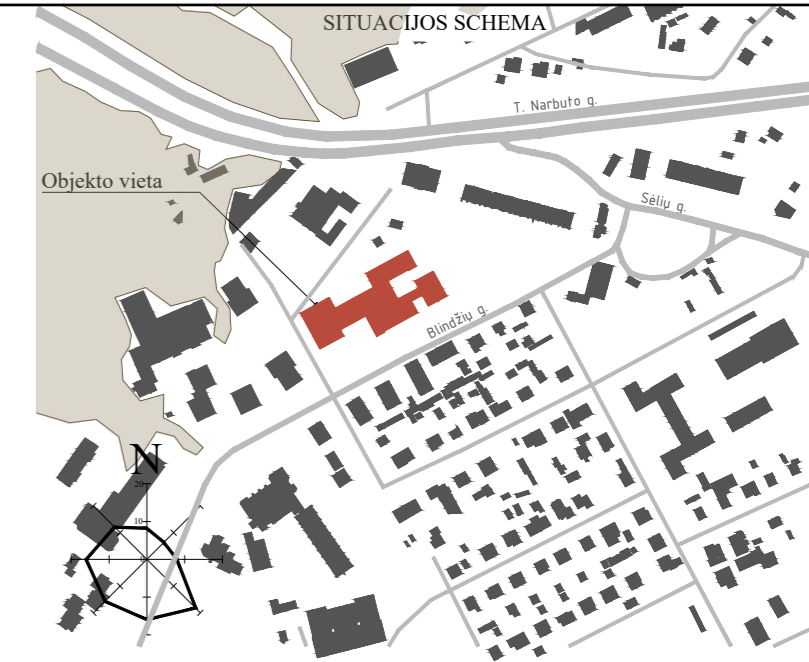 SITUACIJOS SCHEMA
T. Narbuto g.
Objekto vieta
Sėlių g.
Blindžių g.
N
20
10